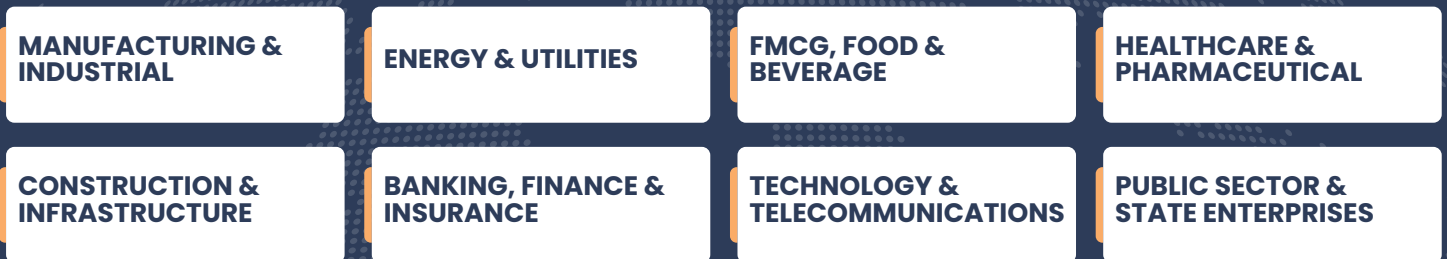 MANUFACTURING &
INDUSTRIAL
ENERGY & UTILITIES
FMCG, FOOD &
BEVERAGE
HEALTHCARE &
PHARMACEUTICAL
CONSTRUCTION &
INFRASTRUCTURE
BANKING, FINANCE &
INSURANCE
TECHNOLOGY &
TELECOMMUNICATIONS
PUBLIC SECTOR &
STATE ENTERPRISES